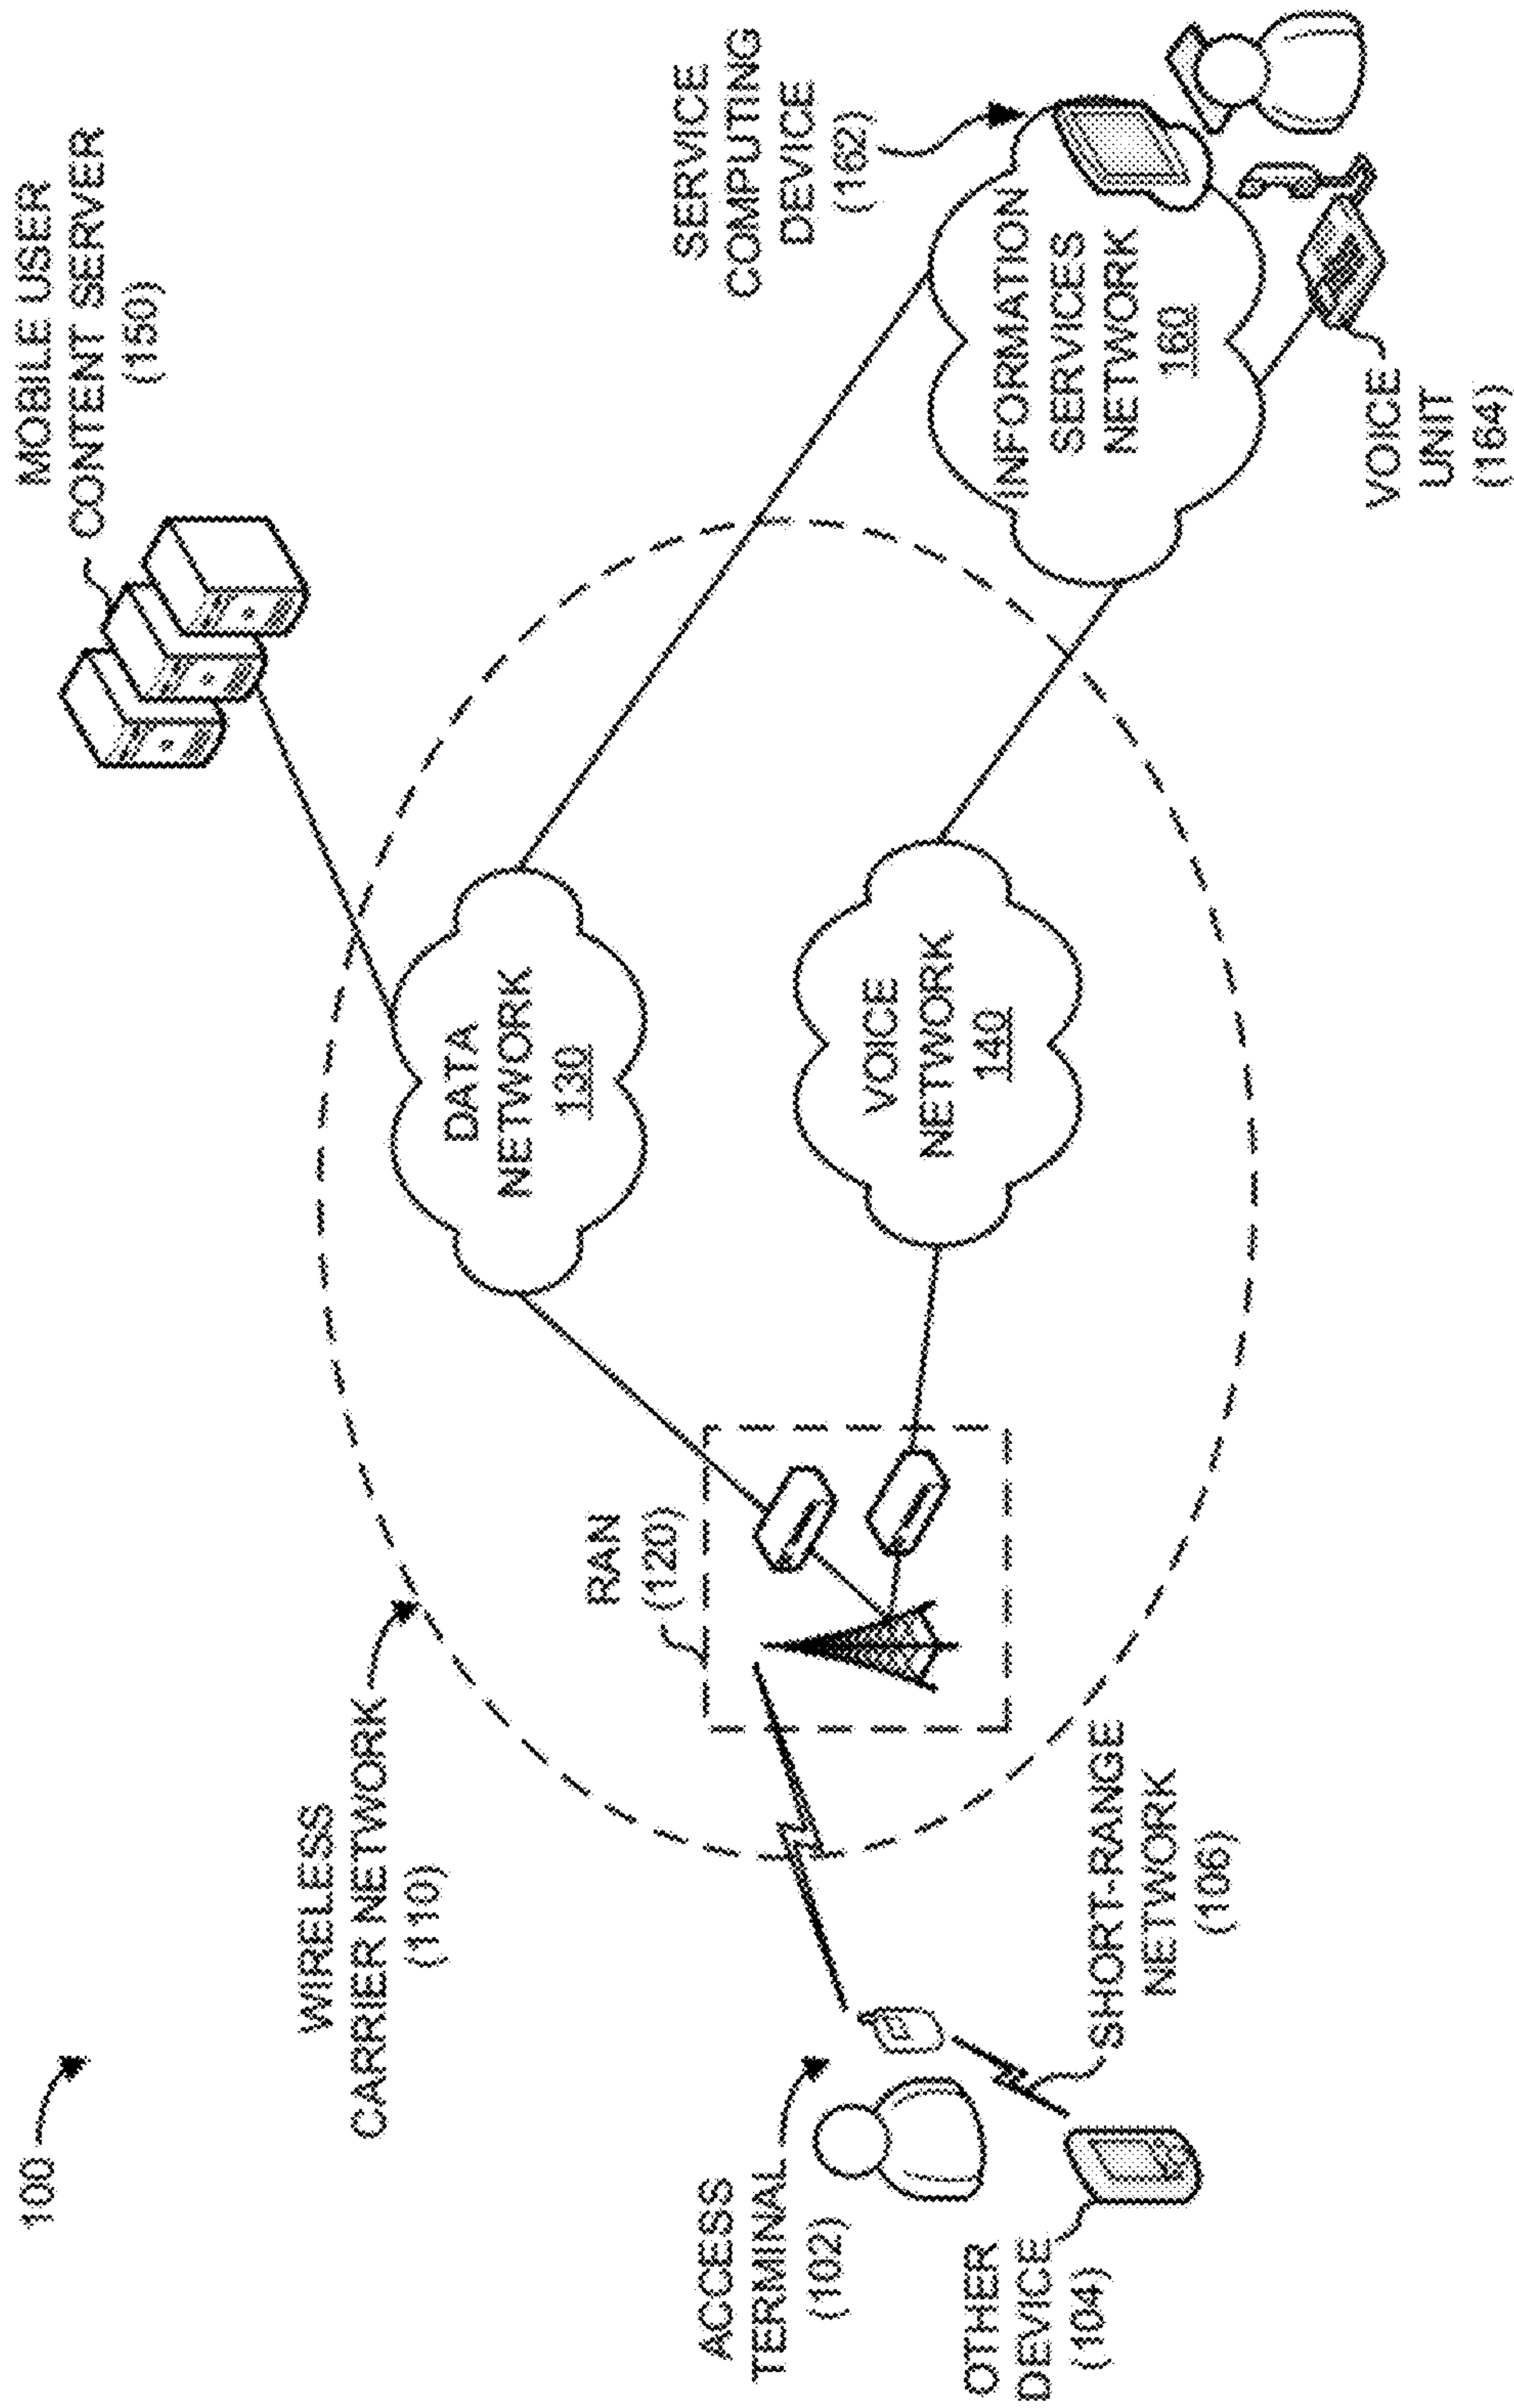 100
MOBILE USER
CONTENT SERVER
(150)
WIRELESS
CARRIER NETWORK
(110)
DATA
NETWORK
130
RAN
(120)
SERVICE
COMPUTING
DEVICE
(162)
ACCESS
TERMINAL
(102)
VOICE
NETWORK
140
INFORMATION
SERVICES
NETWORK
160
OTHER
DEVICE
(104)
SHORT-RANGE
NETWORK
(106)
VOICE
UNIT
(164)